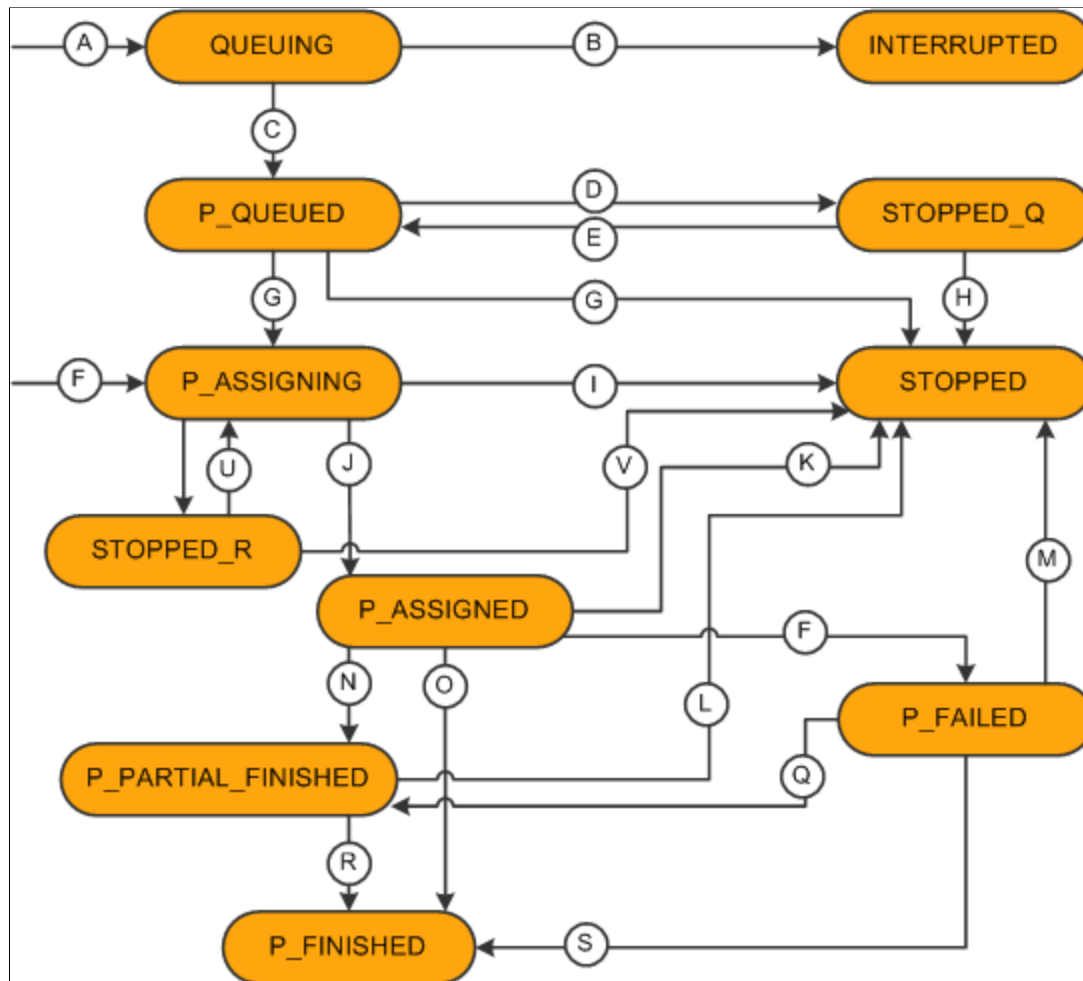 A
QUEUING
B
INTERRUPTED
C
P_QUEUED
D
STOPPED_Q
E
G
G
H
F
P_ASSIGNING
I
STOPPED
U
J
V
K
STOPPED_R
M
P_ASSIGNED
F
N
O
L
P_FAILED
P_PARTIAL_FINISHED
Q
R
P_FINISHED
S